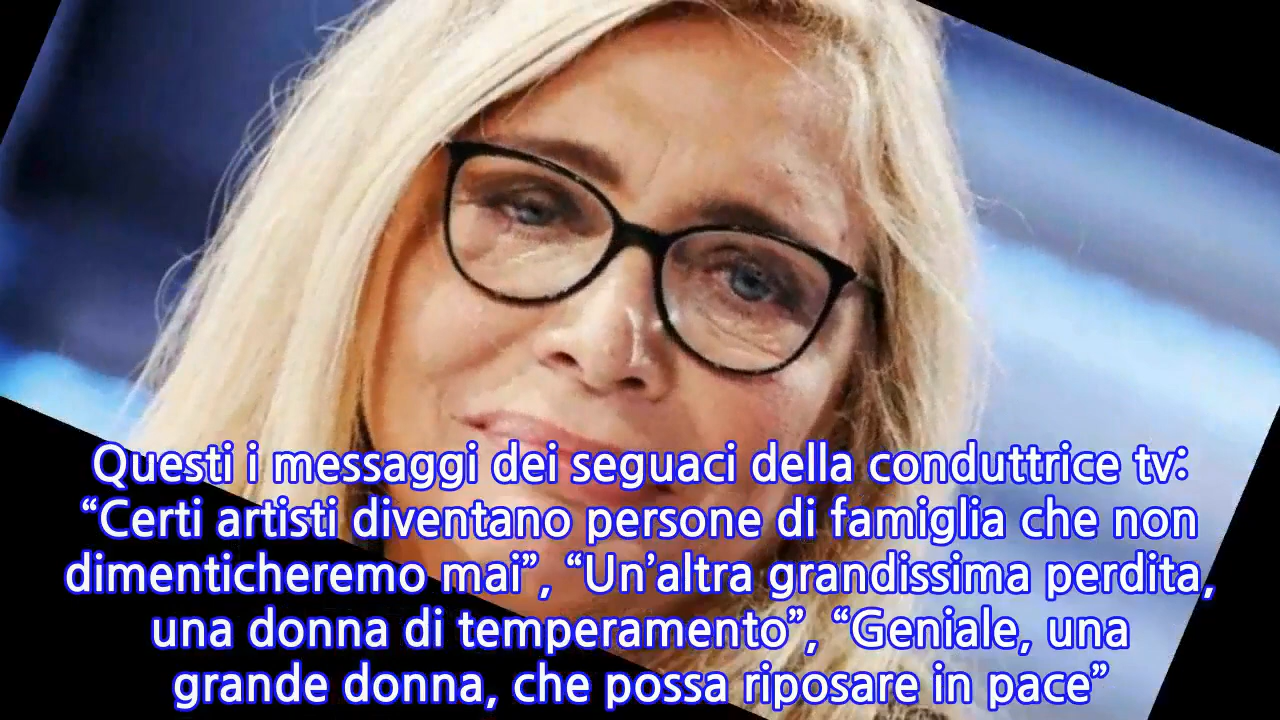 Questi i messaggi dei seguaci della conduttrice tv:
“Certi artisti diventano persone di famiglia che non
dimenticheremo mai”, “Un’altra grandissima perdita,
una donna di temperamento”, “Geniale, una
grande donna, che possa riposare in pace”